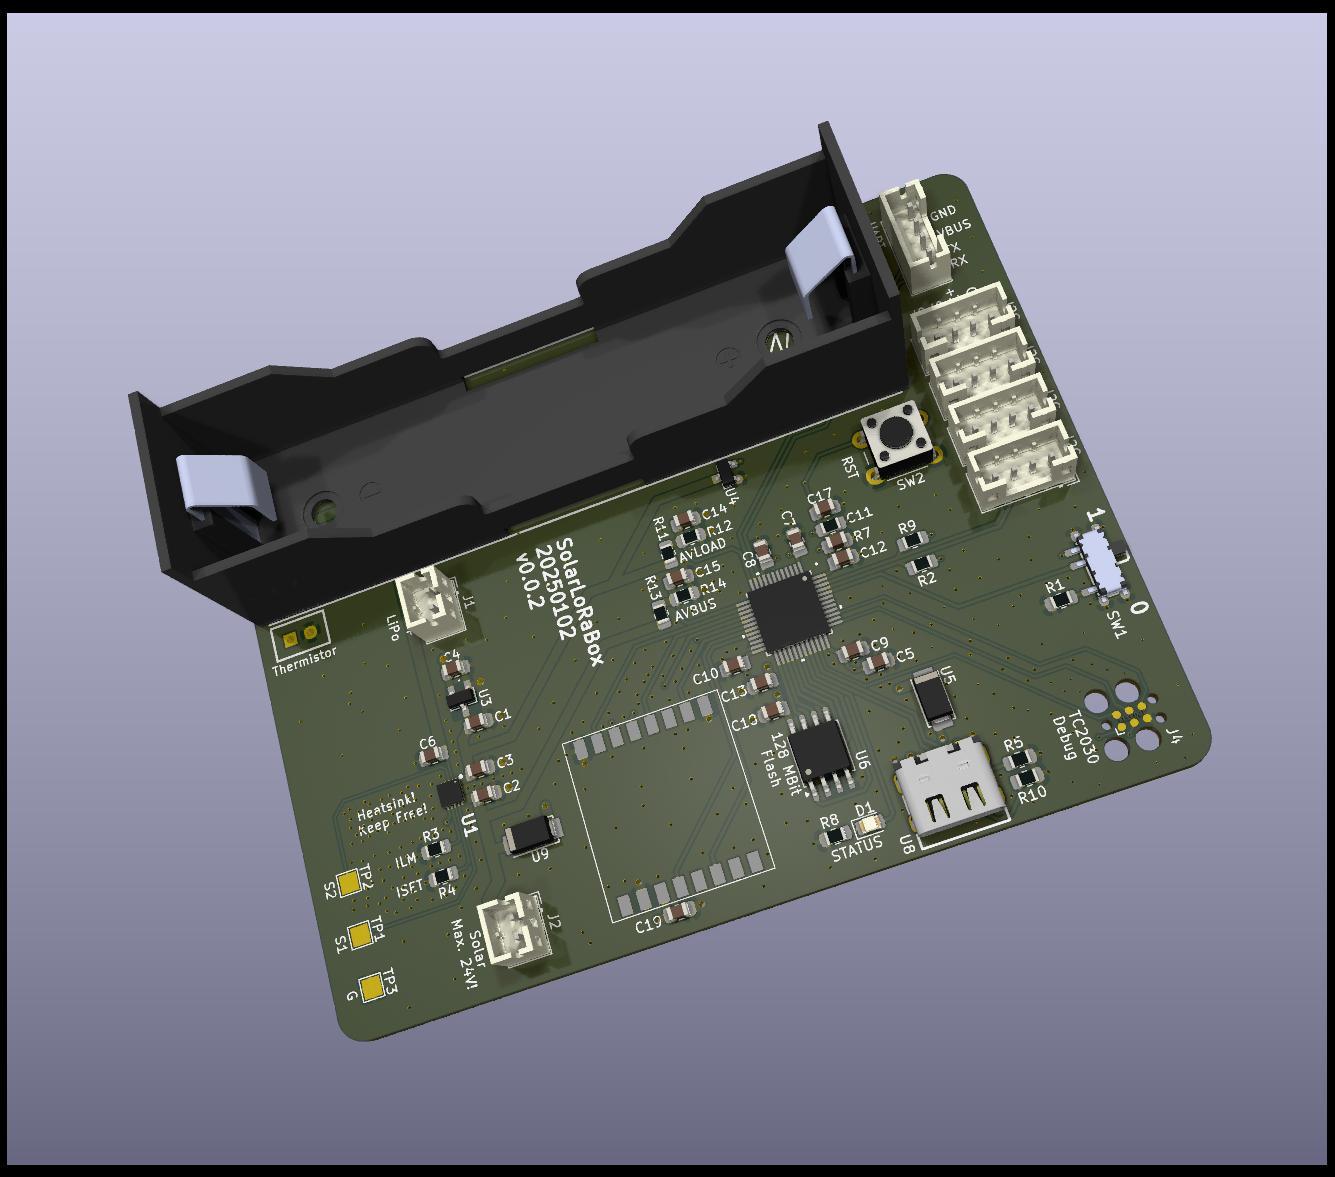 GND
VBUS
TX
RX
+
RST
SW2
U4
C14
R12
R11
AVLOAD
C15
R14
R13
AVBUS
C17
C11
R7
C12
C7
C8
R9
R2
1
0
SW1
R1
SolarLoRaBox
20250102
v0.0.2
J1
LiPo
Thermistor
C4
U3
C1
C6
C3
C2
Heatsink!
Keep Free!
U1
R3
ILM
ISET
R4
U9
TP2
S2
TP1
S1
TP3
G
J2
Solar
Max. 24V!
C19
C10
C13
C9
C5
U5
128 MBit
Flash
U6
R8
D1
STATUS
U8
R5
R10
TC2030
Debug
J4